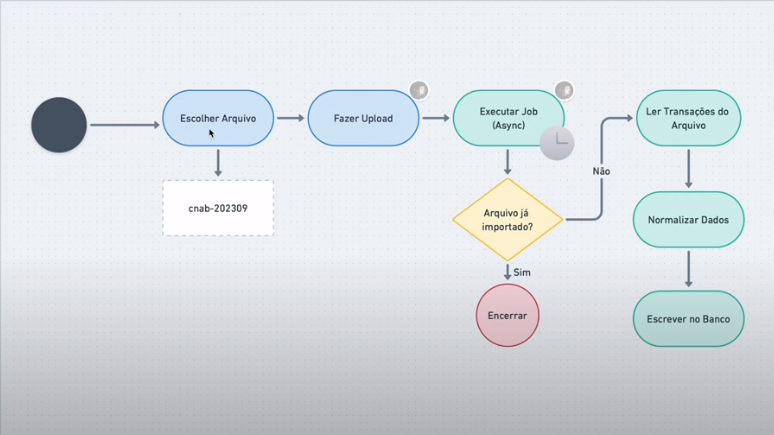 Escolher Arquivo
Fazer Upload
Executar Job
(Async)
Ler Transações do
Arquivo
Não
cnab-202309
Arquivo já
importado?
Normalizar Dados
Sim
Encerrar
Escrever no Banco